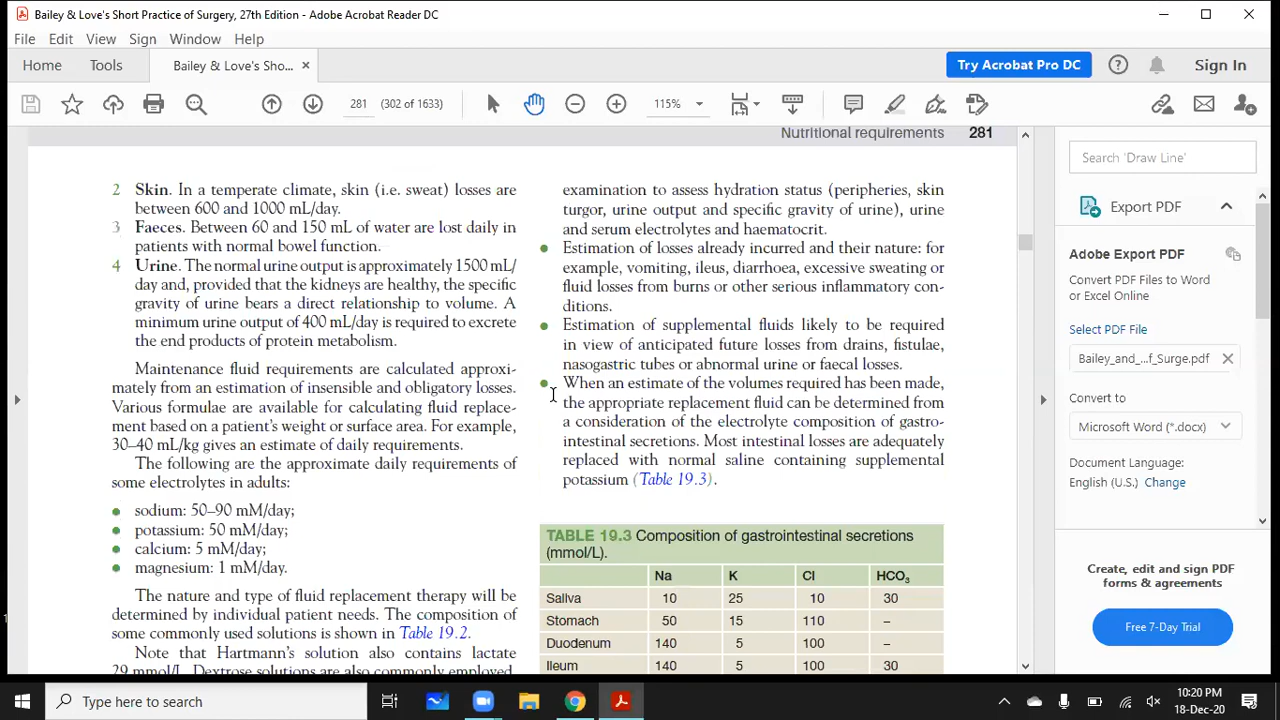 Bailey & Love's Short Practice of Surgery, 27th Edition - Adobe Acrobat Reader DC
File Edit View Sign Window Help
Home Tools Bailey & Love's Sho... × Try Acrobat Pro DC Sign In
281 (302 of 1633) 115%
Nutritional requirements 281
2 Skin. In a temperate climate, skin (i.e. sweat) losses are
between 600 and 1000 mL/day.
3 Faeces. Between 60 and 150 mL of water are lost daily in
patients with normal bowel function.
4 Urine. The normal urine output is approximately 1500 mL/
day and, provided that the kidneys are healthy, the specific
gravity of urine bears a direct relationship to volume. A
minimum urine output of 400 mL/day is required to excrete
the end products of protein metabolism.
Maintenance fluid requirements are calculated approxi-
mately from an estimation of insensible and obligatory losses.
Various formulae are available for calculating fluid replace-
ment based on a patient's weight or surface area. For example,
30–40 mL/kg gives an estimate of daily requirements.
The following are the approximate daily requirements of
some electrolytes in adults:
● sodium: 50–90 mM/day;
● potassium: 50 mM/day;
● calcium: 5 mM/day;
● magnesium: 1 mM/day.
The nature and type of fluid replacement therapy will be
determined by individual patient needs. The composition of
some commonly used solutions is shown in Table 19.2.
Note that Hartmann's solution also contains lactate
29 mmol/L. Dextrose solutions are also commonly employed.
examination to assess hydration status (peripheries, skin
turgor, urine output and specific gravity of urine), urine
and serum electrolytes and haematocrit.
● Estimation of losses already incurred and their nature: for
example, vomiting, ileus, diarrhoea, excessive sweating or
fluid losses from burns or other serious inflammatory con-
ditions.
● Estimation of supplemental fluids likely to be required
in view of anticipated future losses from drains, fistulae,
nasogastric tubes or abnormal urine or faecal losses.
● When an estimate of the volumes required has been made,
the appropriate replacement fluid can be determined from
a consideration of the electrolyte composition of gastro-
intestinal secretions. Most intestinal losses are adequately
replaced with normal saline containing supplemental
potassium (Table 19.3).
TABLE 19.3 Composition of gastrointestinal secretions
(mmol/L).
Na K Cl HCO3
Saliva 10 25 10 30
Stomach 50 15 110 –
Duodenum 140 5 100 –
Ileum 140 5 100 30
Search 'Draw Line'
Export PDF
Adobe Export PDF
Convert PDF Files to Word
or Excel Online
Select PDF File
Bailey_and_...f_Surge.pdf ×
Convert to
Microsoft Word (*.docx)
Document Language:
English (U.S.) Change
Create, edit and sign PDF
forms & agreements
Free 7-Day Trial
Type here to search
10:20 PM
18-Dec-20